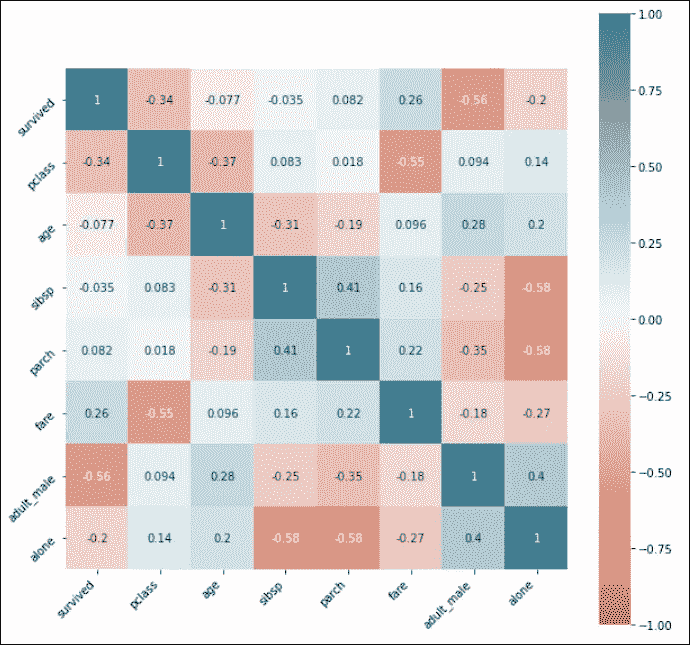 1.00
survived 1 -0.34 -0.077 -0.035 0.082 0.26 -0.56 -0.2
0.75
pclass -0.34 1 -0.37 0.083 0.018 -0.55 0.094 0.14
0.50
age -0.077 -0.37 1 -0.31 -0.19 0.096 0.28 0.2
0.25
sibsp -0.035 0.083 -0.31 1 0.41 0.16 -0.25 -0.58
0.00
parch 0.082 0.018 -0.19 0.41 1 0.22 -0.35 -0.58
−0.25
fare 0.26 -0.55 0.096 0.16 0.22 1 -0.18 -0.27
−0.50
adult_male -0.56 0.094 0.28 -0.25 -0.35 -0.18 1 0.4
alone -0.2 0.14 0.2 -0.58 -0.58 -0.27 0.4 1
−0.75
survived pclass age sibsp parch fare adult_male alone
−1.00